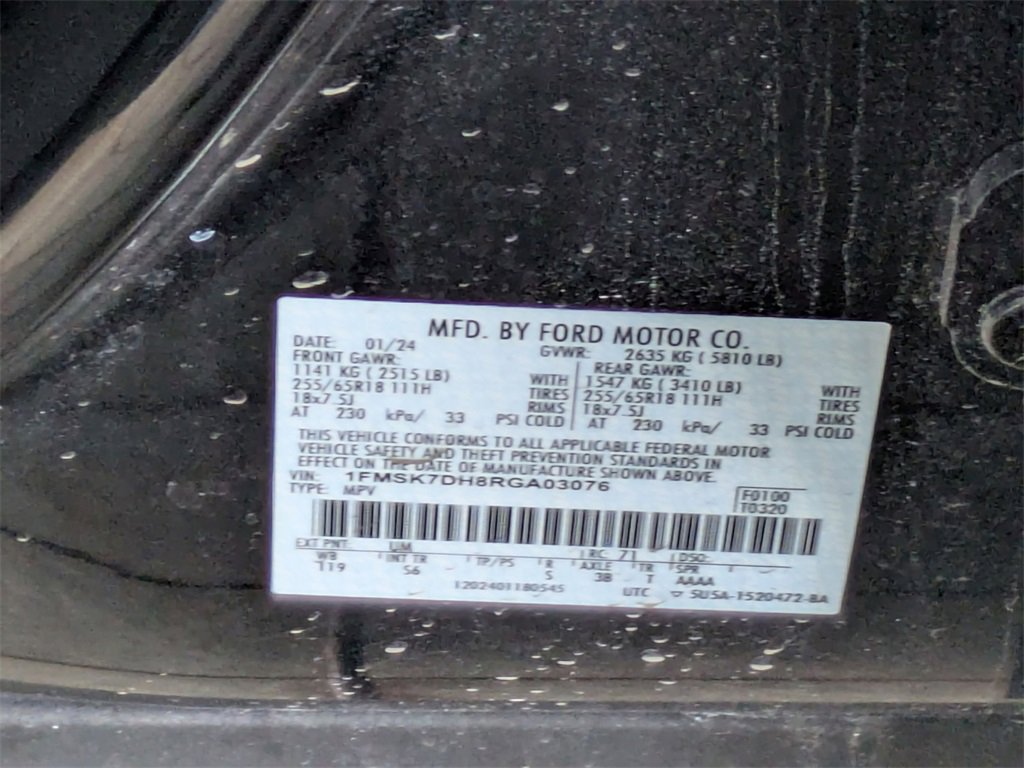 MFD. BY FORD MOTOR CO.
DATE: 01/24 GVWR: 2635 KG ( 5810 LB)
FRONT GAWR: REAR GAWR:
1141 KG ( 2515 LB) WITH 1547 KG ( 3410 LB) WITH
255/65R18 111H TIRES 255/65R18 111H TIRES
18x7.5J RIMS 18x7.5J RIMS
AT 230 kPa/ 33 PSI COLD AT 230 kPa/ 33 PSI COLD
THIS VEHICLE CONFORMS TO ALL APPLICABLE FEDERAL MOTOR
VEHICLE SAFETY AND THEFT PREVENTION STANDARDS IN
EFFECT ON THE DATE OF MANUFACTURE SHOWN ABOVE.
VIN: 1FMSK7DH8RGA03076 F0100
TYPE: MPV T0320
EXT PNT: UM RC: 71 DSO:
WB INT TR TP/PS R AXLE TR SPR
119 S6 S 3B T AAAA
1202401180545 UTC ▽ 5U5A-1520472-BA